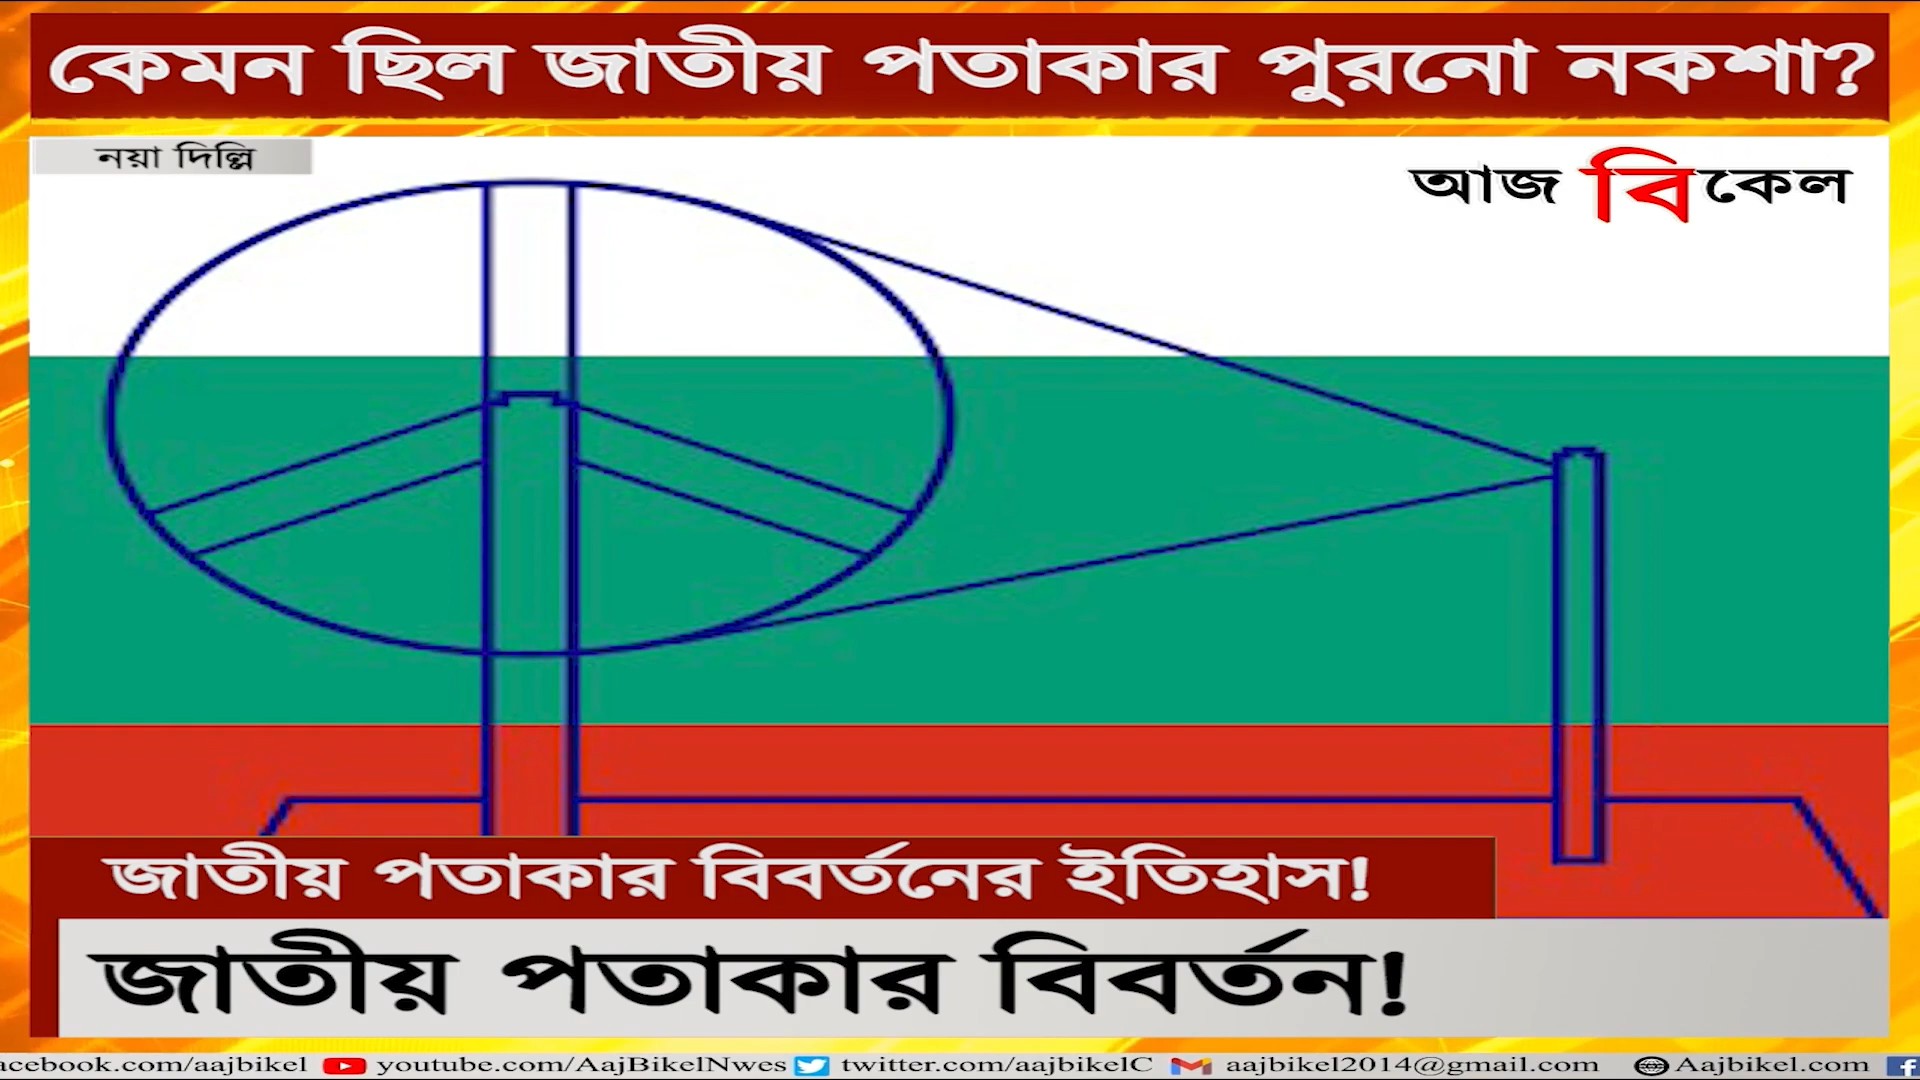 কেমন ছিল জাতীয় পতাকার পুরনো নকশা?
নয়া দিল্লি
আজ বিকেল
জাতীয় পতাকার বিবর্তনের ইতিহাস!
জাতীয় পতাকার বিবর্তন!
acebook.com/aajbikel youtube.com/AajBikelNwes twitter.com/aajbikelC aajbikel2014@gmail.com Aajbikel.com